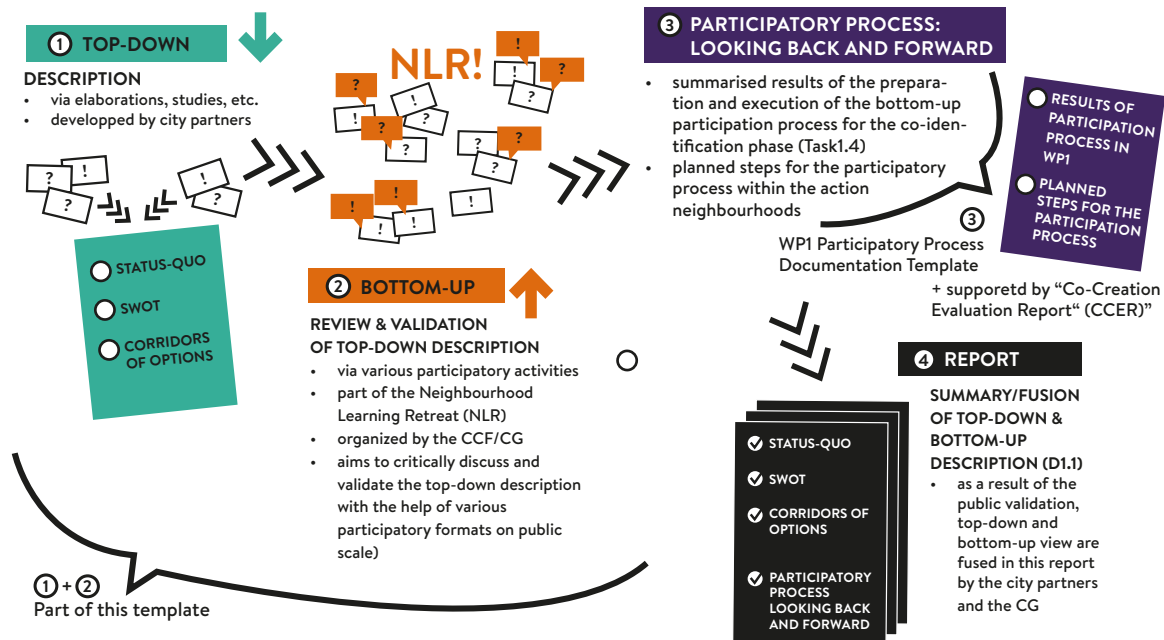 1 TOP-DOWN
DESCRIPTION
• via elaborations, studies, etc.
• developped by city partners
?
!
?
!
?
STATUS-QUO
SWOT
CORRIDORS
OF OPTIONS
NLR!
?
!
!
?
?
?
!
!
?
?
?
?
?
!
!
?
!
!
!
2 BOTTOM-UP
REVIEW & VALIDATION
OF TOP-DOWN DESCRIPTION
• via various participatory activities
• part of the Neighbourhood
Learning Retreat (NLR)
• organized by the CCF/CG
• aims to critically discuss and
validate the top-down description
with the help of various
participatory formats on public
scale)
1 + 2
Part of this template
3 PARTICIPATORY PROCESS:
LOOKING BACK AND FORWARD
• summarised results of the prepara-
tion and execution of the bottom-up
participation process for the co-iden-
tification phase (Task1.4)
• planned steps for the participatory
process within the action
neighbourhoods
RESULTS OF
PARTICIPATION
PROCESS IN
WP1
PLANNED
STEPS FOR THE
PARTICIPATION
PROCESS
3
WP1 Participatory Process
Documentation Template
+ supporetd by “Co-Creation
Evaluation Report“ (CCER)”
4 REPORT
SUMMARY/FUSION
OF TOP-DOWN &
BOTTOM-UP
DESCRIPTION (D1.1)
• as a result of the
public validation,
top-down and
bottom-up view are
fused in this report
by the city partners
and the CG
STATUS-QUO
SWOT
CORRIDORS OF
OPTIONS
PARTICIPATORY
PROCESS
LOOKING BACK
AND FORWARD